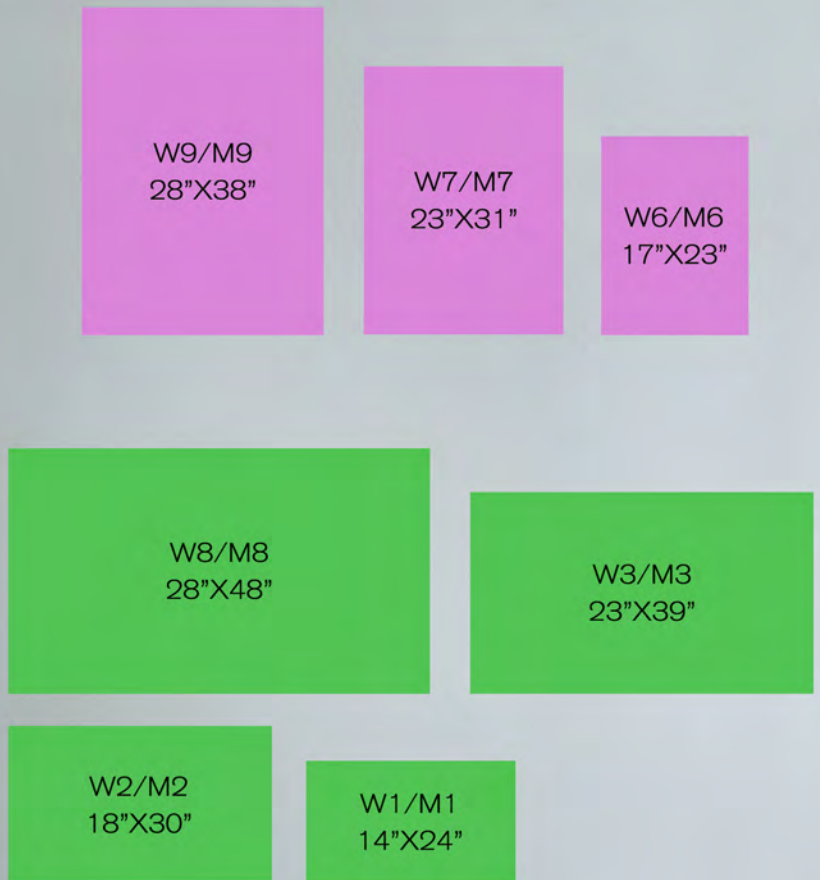 W9/M9
28”X38”
W7/M7
23”X31”
W6/M6
17”X23”
W8/M8
28”X48”
W3/M3
23”X39”
W2/M2
18”X30”
W1/M1
14”X24”